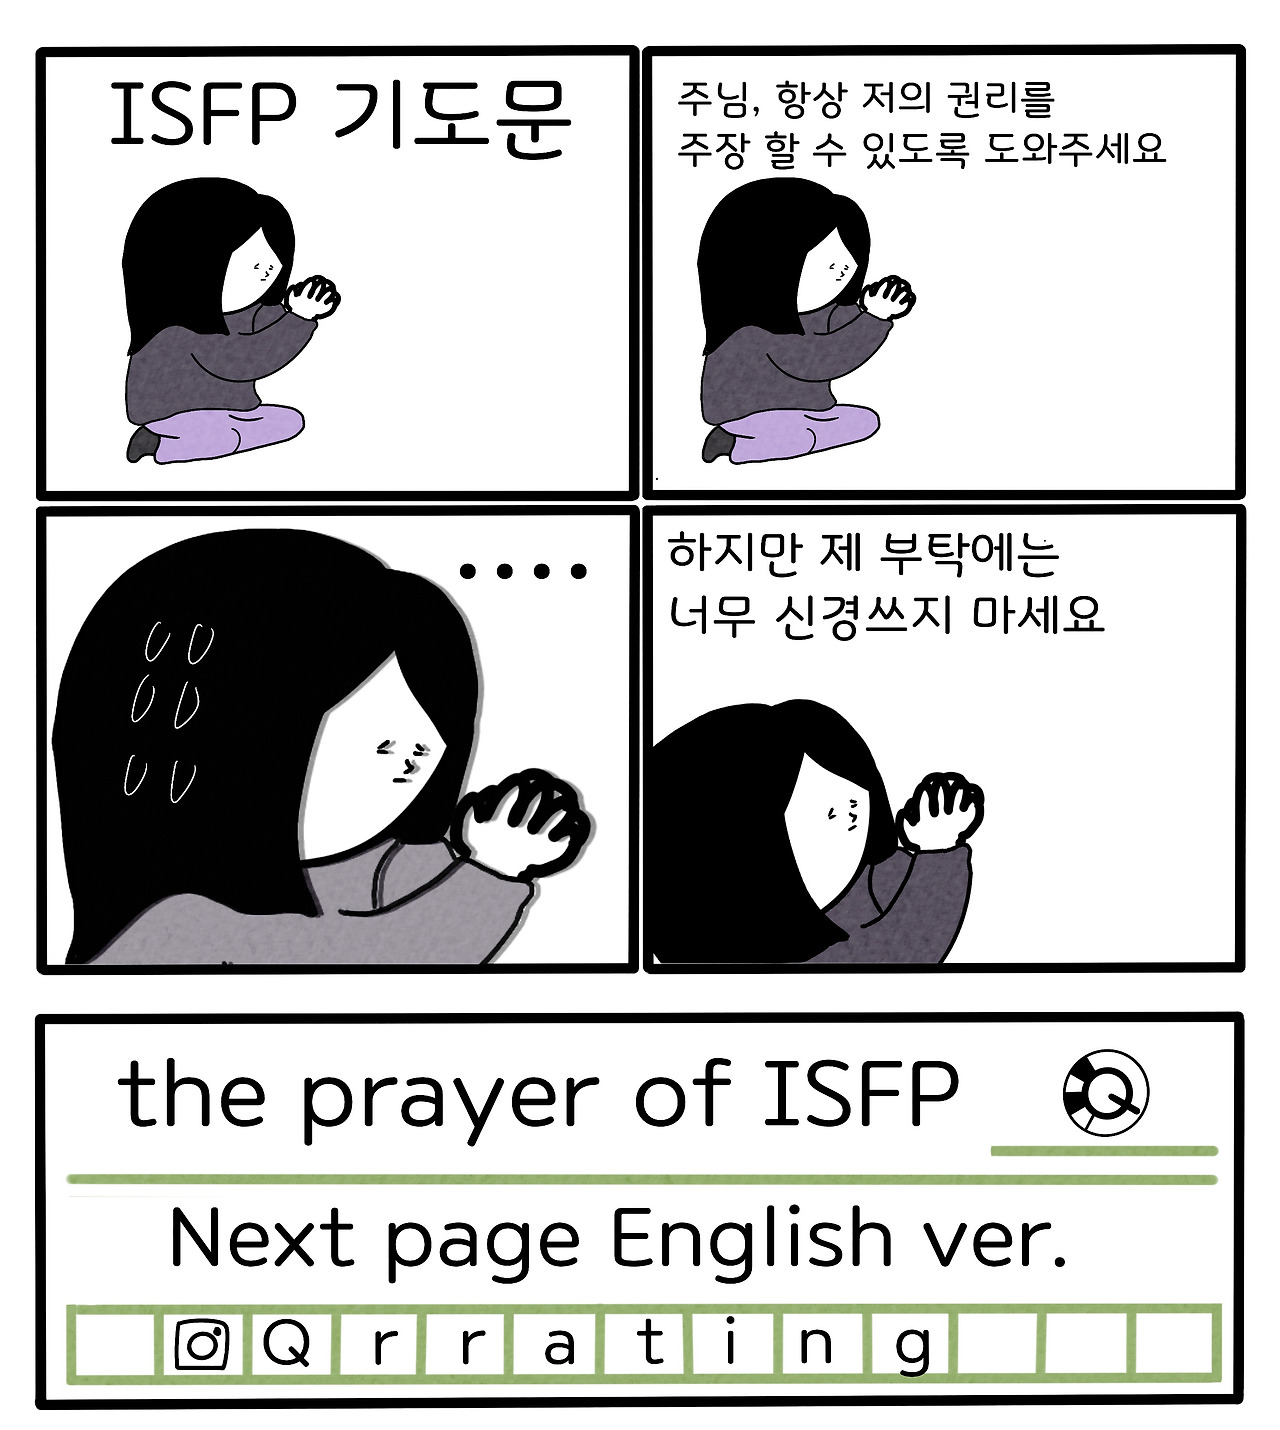 ISFP 기도문
주님, 항상 저의 권리를
주장 할 수 있도록 도와주세요
....
하지만 제 부탁에는
너무 신경쓰지 마세요
the prayer of ISFP
Q
Next page English ver.
Qrrating